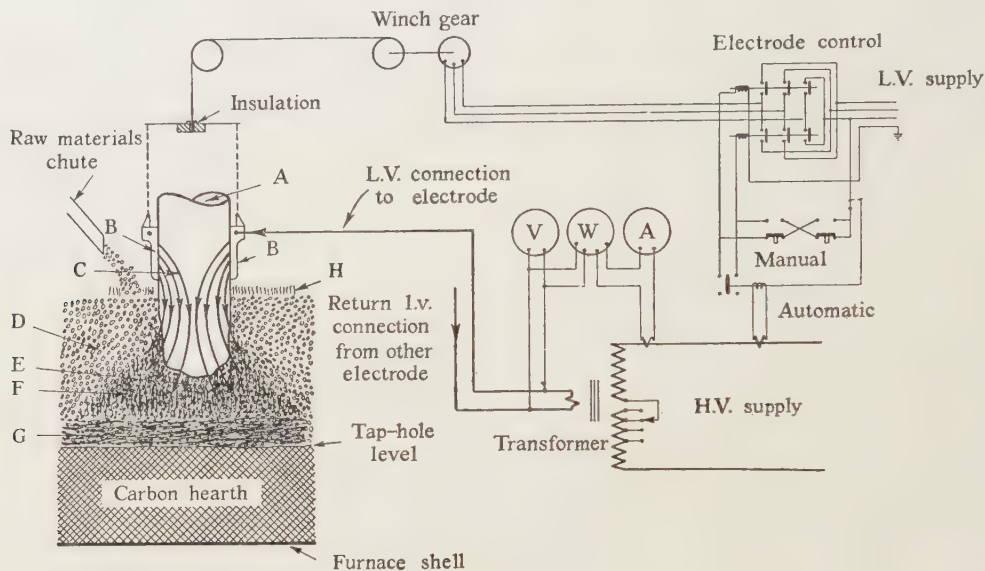 Winch gear
Electrode control
L.V. supply
Insulation
Raw materials
chute
A
L.V. connection
to electrode
B
V
W
A
B
C
H
Manual
Return l.v.
connection
from other
electrode
Automatic
D
E
F
H.V. supply
G
Tap-hole
level
Transformer
Carbon hearth
Furnace shell